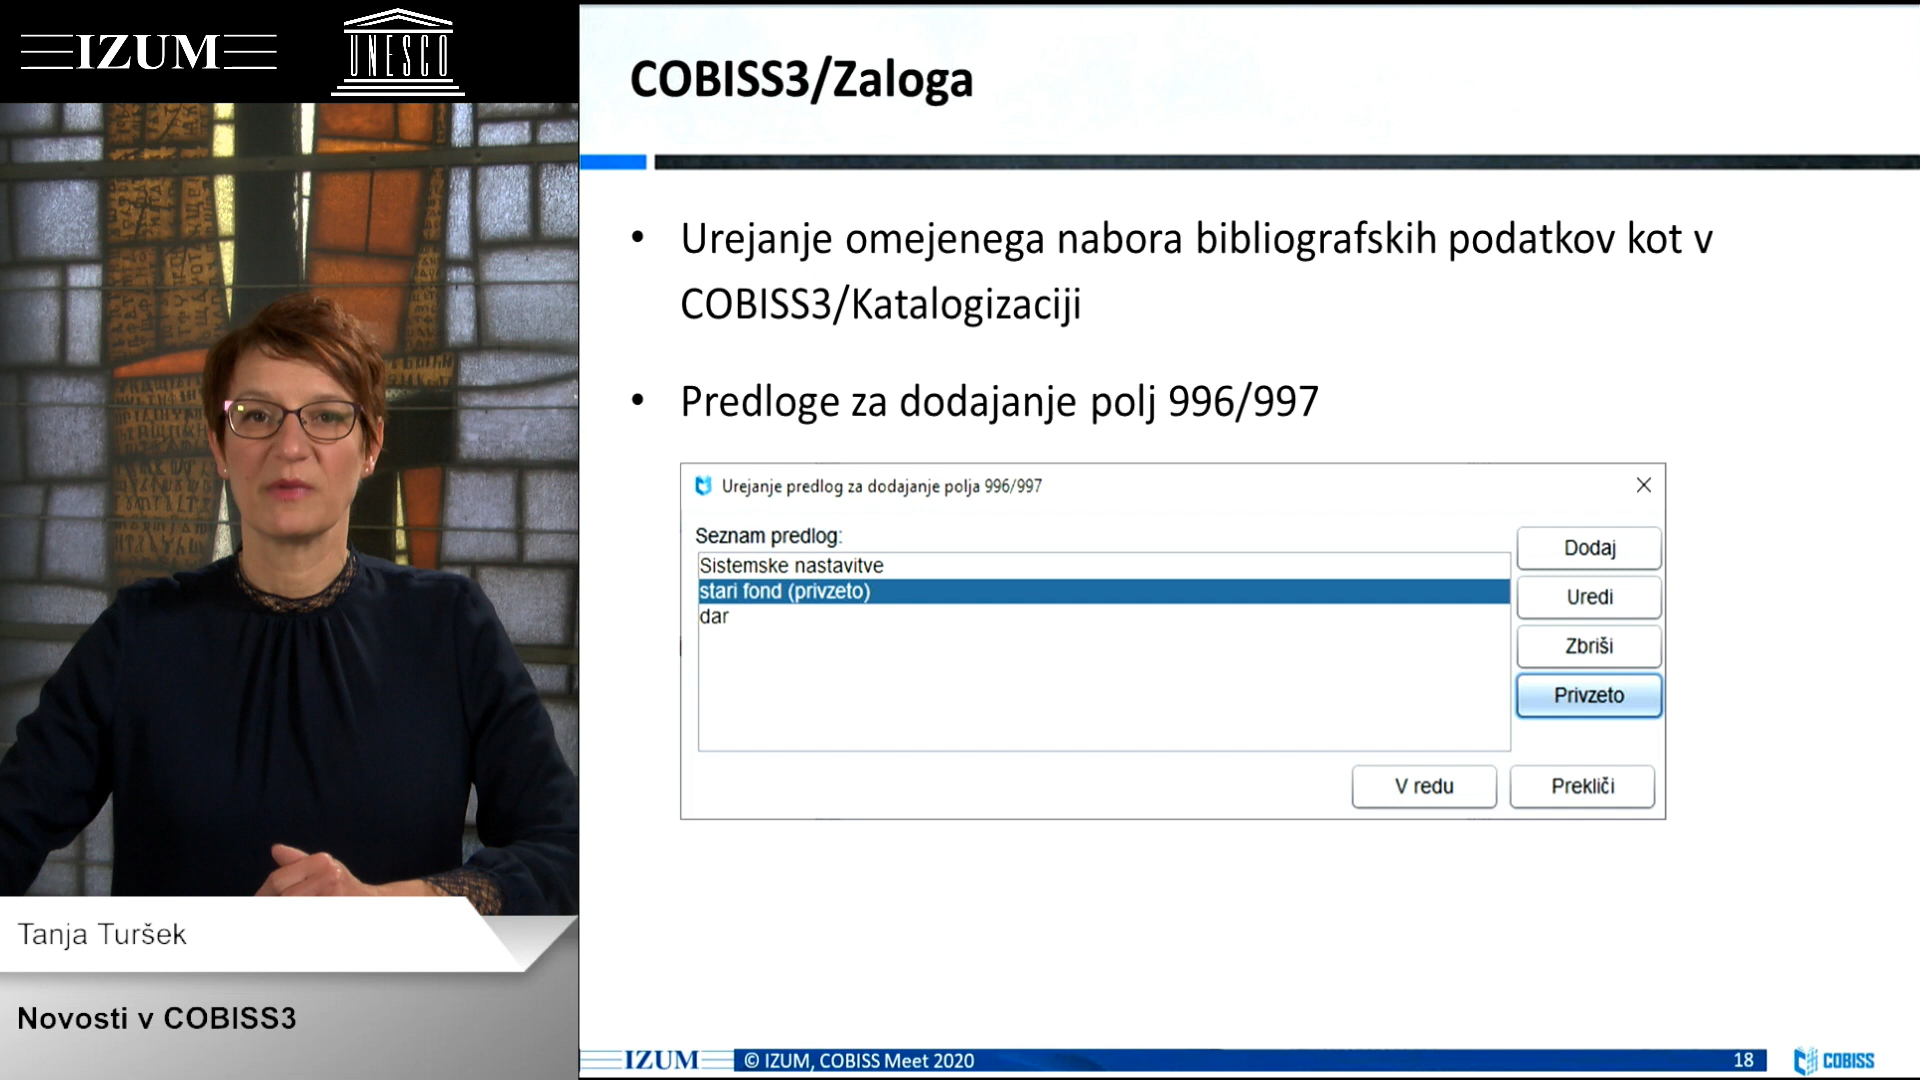 IZUM
UNESCO
COBISS3/Zaloga
• Urejanje omejenega nabora bibliografskih podatkov kot v
COBISS3/Katalogizaciji
• Predloge za dodajanje polj 996/997
Urejanje predlog za dodajanje polja 996/997
Seznam predlog:
Sistemske nastavitve
stari fond (privzeto)
dar
Dodaj
Uredi
Zbriši
Privzeto
V redu
Prekliči
Tanja Turšek
Novosti v COBISS3
IZUM
© IZUM, COBISS Meet 2020
18
COBISS